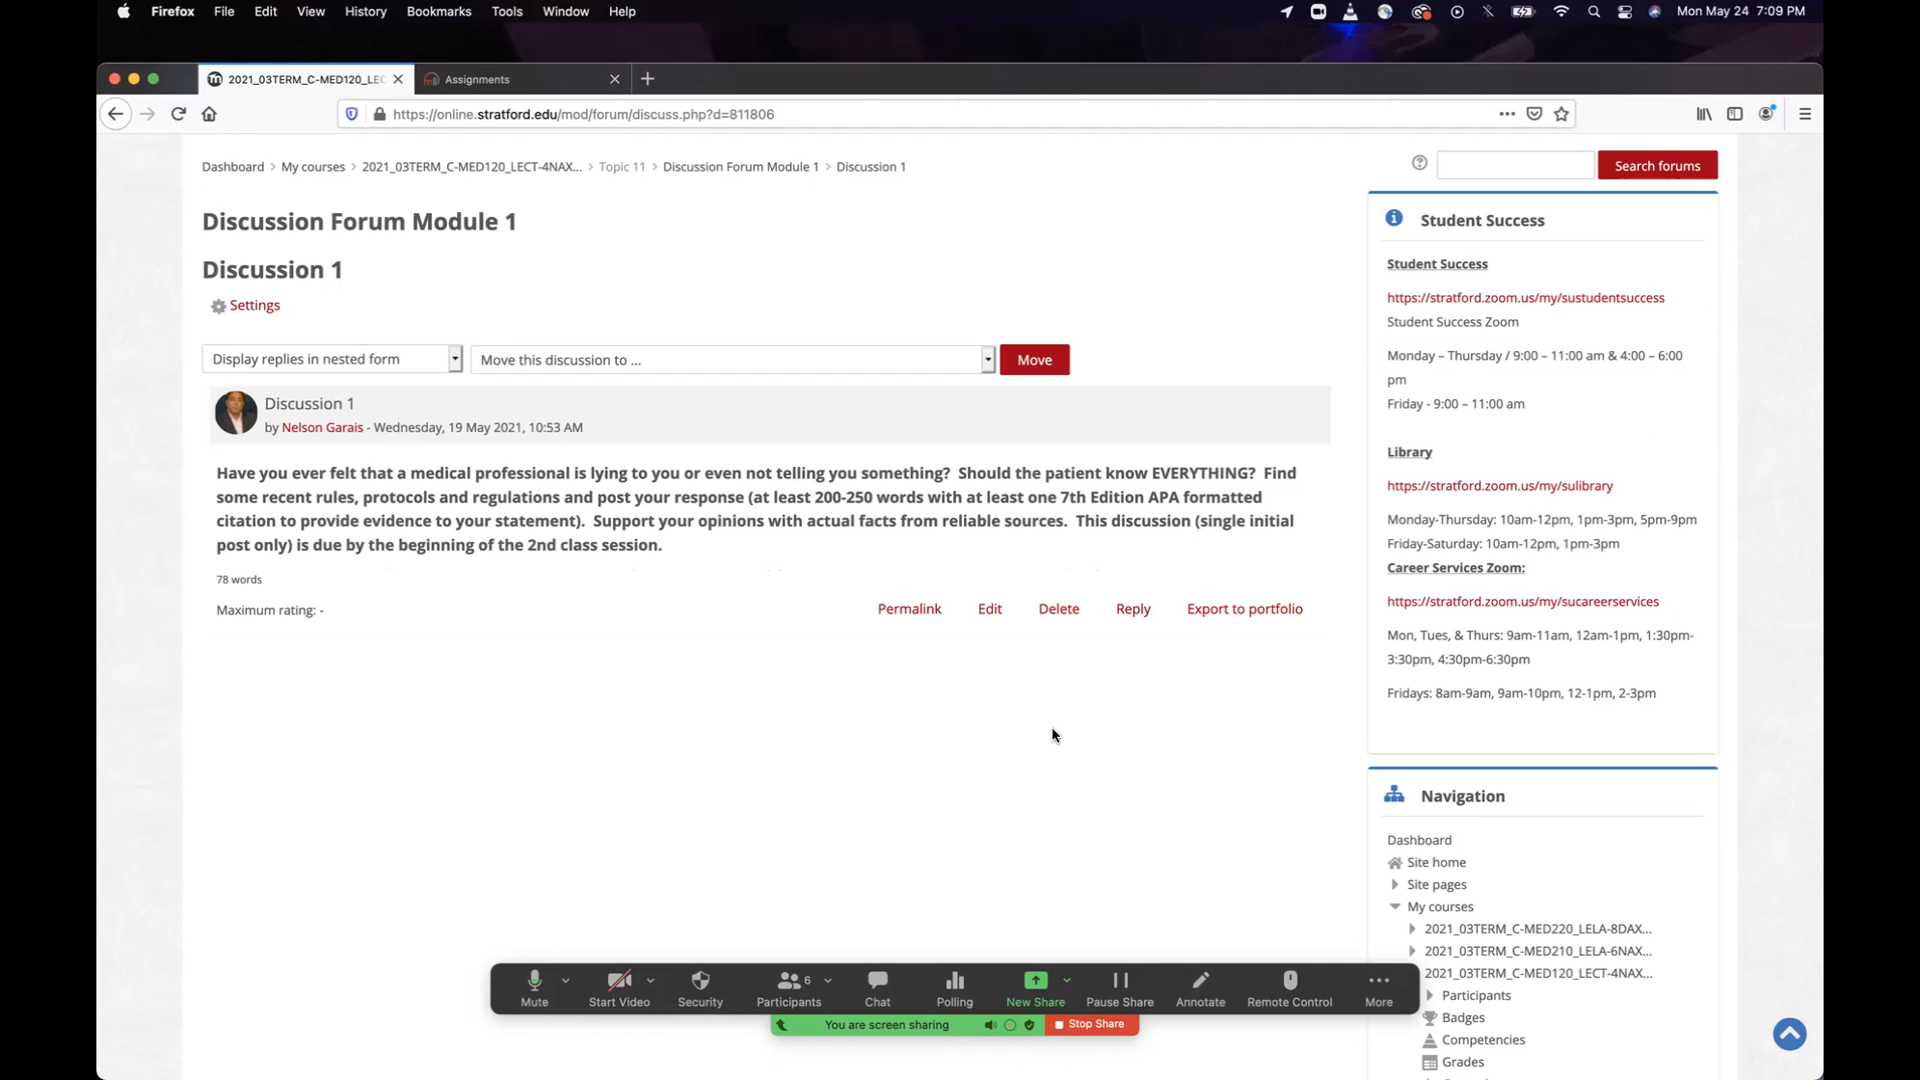 Firefox File Edit View History Bookmarks Tools Window Help Mon May 24 7:09 PM
2021_03TERM_C-MED120_LEC Assignments
https://online.stratford.edu/mod/forum/discuss.php?d=811806
Dashboard > My courses > 2021_03TERM_C-MED120_LECT-4NAX... > Topic 11 > Discussion Forum Module 1 > Discussion 1
Search forums
Discussion Forum Module 1
Discussion 1
Settings
Display replies in nested form Move this discussion to ... Move
Discussion 1
by Nelson Garais - Wednesday, 19 May 2021, 10:53 AM
Have you ever felt that a medical professional is lying to you or even not telling you something? Should the patient know EVERYTHING? Find
some recent rules, protocols and regulations and post your response (at least 200-250 words with at least one 7th Edition APA formatted
citation to provide evidence to your statement). Support your opinions with actual facts from reliable sources. This discussion (single initial
post only) is due by the beginning of the 2nd class session.
78 words
Maximum rating: -
Permalink Edit Delete Reply Export to portfolio
Student Success
Student Success
https://stratford.zoom.us/my/sustudentsuccess
Student Success Zoom
Monday – Thursday / 9:00 – 11:00 am & 4:00 – 6:00
pm
Friday - 9:00 – 11:00 am
Library
https://stratford.zoom.us/my/sulibrary
Monday-Thursday: 10am-12pm, 1pm-3pm, 5pm-9pm
Friday-Saturday: 10am-12pm, 1pm-3pm
Career Services Zoom:
https://stratford.zoom.us/my/sucareerservices
Mon, Tues, & Thurs: 9am-11am, 12am-1pm, 1:30pm-
3:30pm, 4:30pm-6:30pm
Fridays: 8am-9am, 9am-10pm, 12-1pm, 2-3pm
Navigation
Dashboard
Site home
Site pages
My courses
2021_03TERM_C-MED220_LELA-8DAX...
2021_03TERM_C-MED210_LELA-6NAX...
2021_03TERM_C-MED120_LECT-4NAX...
Participants
Badges
Competencies
Grades
6
Mute Start Video Security Participants Chat Polling New Share Pause Share Annotate Remote Control More
You are screen sharing Stop Share